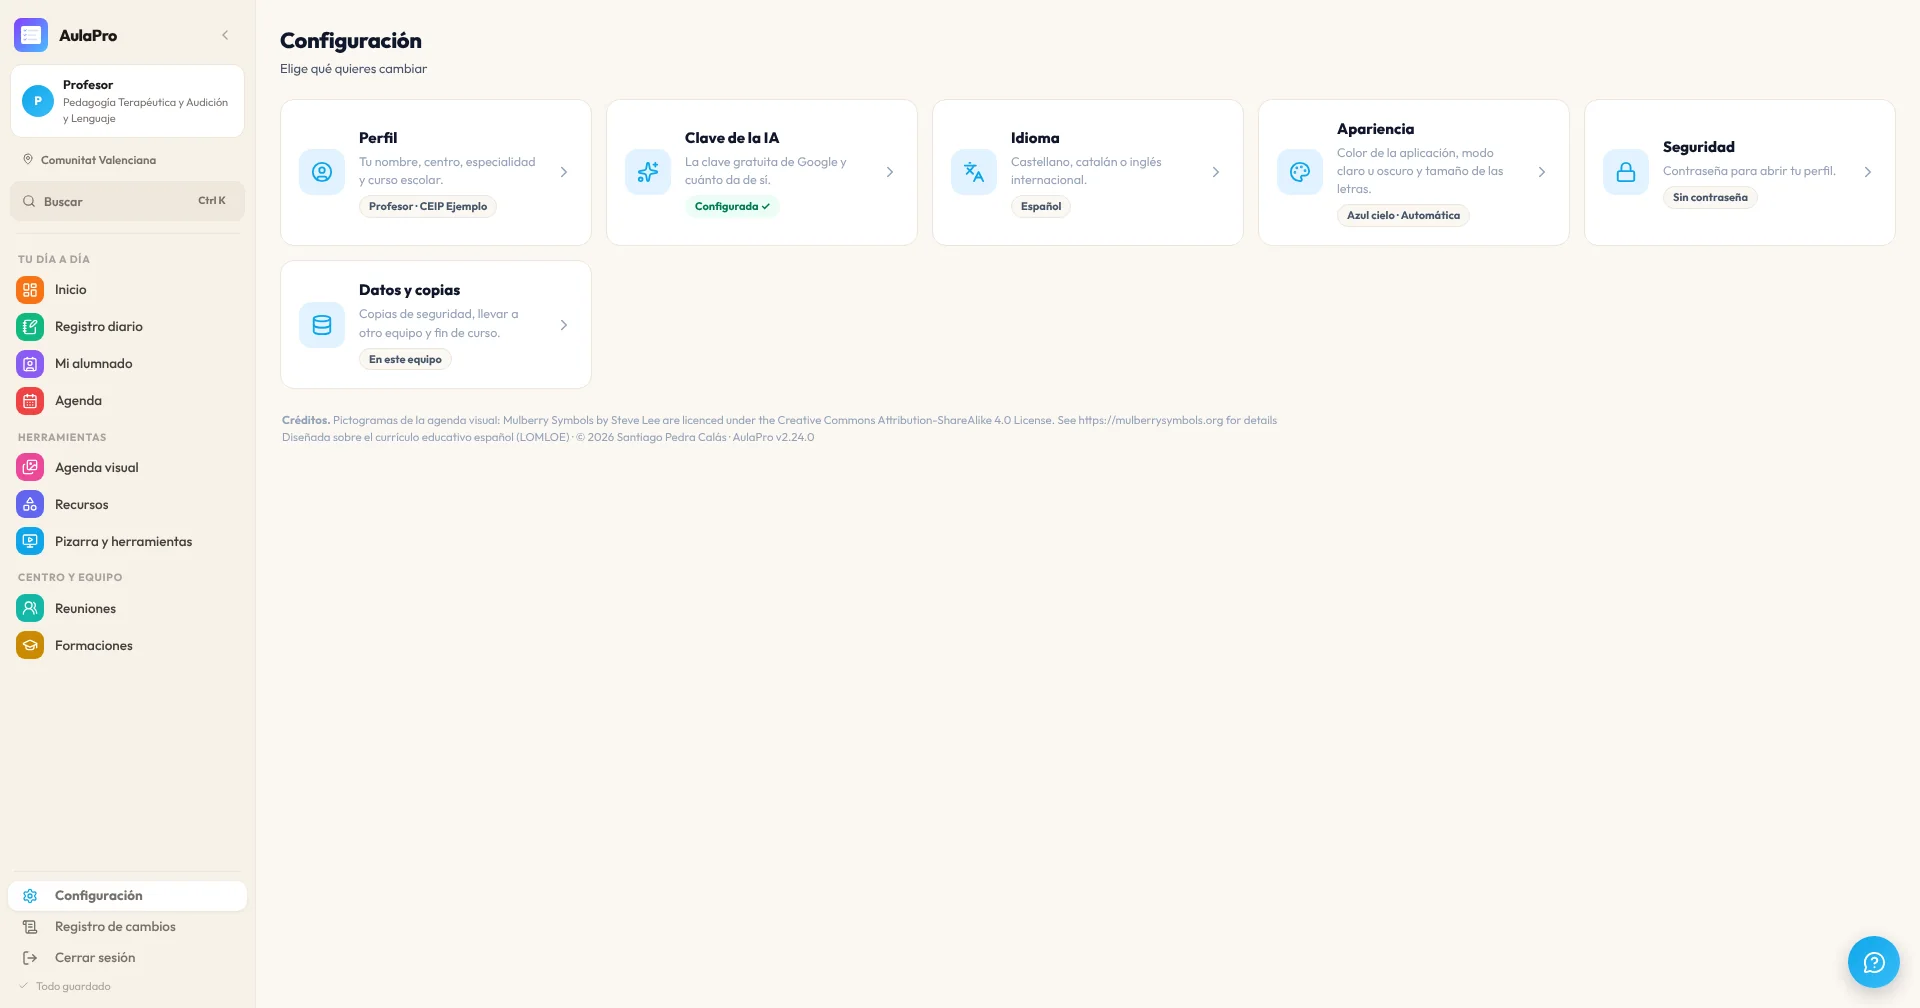 AulaPro
P
Profesor
Pedagogía Terapéutica y Audición
y Lenguaje
Comunitat Valenciana
Buscar
Ctrl K
TU DÍA A DÍA
Inicio
Registro diario
Mi alumnado
Agenda
HERRAMIENTAS
Agenda visual
Recursos
Pizarra y herramientas
CENTRO Y EQUIPO
Reuniones
Formaciones
Configuración
Registro de cambios
Cerrar sesión
Todo guardado
Configuración
Elige qué quieres cambiar
Perfil
Tu nombre, centro, especialidad
y curso escolar.
Profesor · CEIP Ejemplo
Clave de la IA
La clave gratuita de Google y
cuánto da de sí.
Configurada ✓
Idioma
Castellano, catalán o inglés
internacional.
Español
Apariencia
Color de la aplicación, modo
claro u oscuro y tamaño de las
letras.
Azul cielo · Automática
Seguridad
Contraseña para abrir tu perfil.
Sin contraseña
Datos y copias
Copias de seguridad, llevar a
otro equipo y fin de curso.
En este equipo
Créditos. Pictogramas de la agenda visual: Mulberry Symbols by Steve Lee are licenced under the Creative Commons Attribution-ShareAlike 4.0 License. See https://mulberrysymbols.org for details
Diseñada sobre el currículo educativo español (LOMLOE) · © 2026 Santiago Pedra Calás · AulaPro v2.24.0